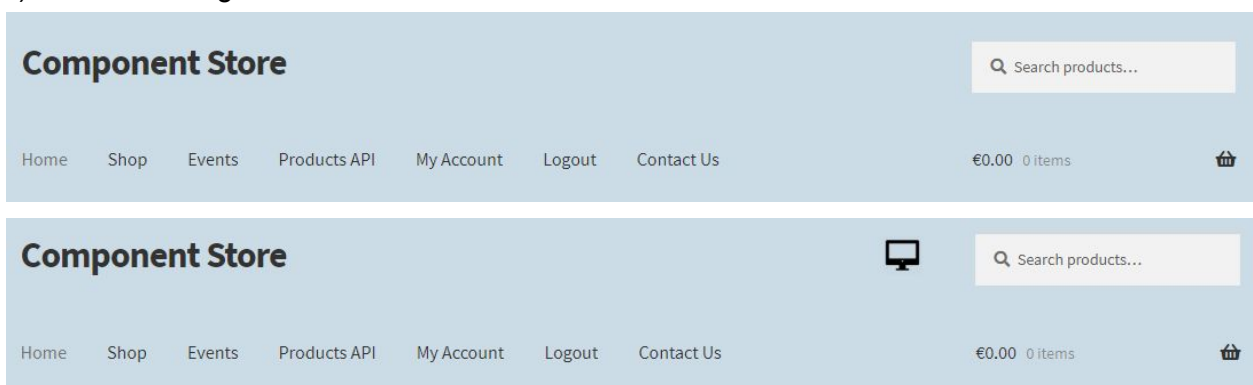 Component Store
Search products...
Home Shop Events Products API My Account Logout Contact Us €0.00 0 items
Component Store
Search products...
Home Shop Events Products API My Account Logout Contact Us €0.00 0 items